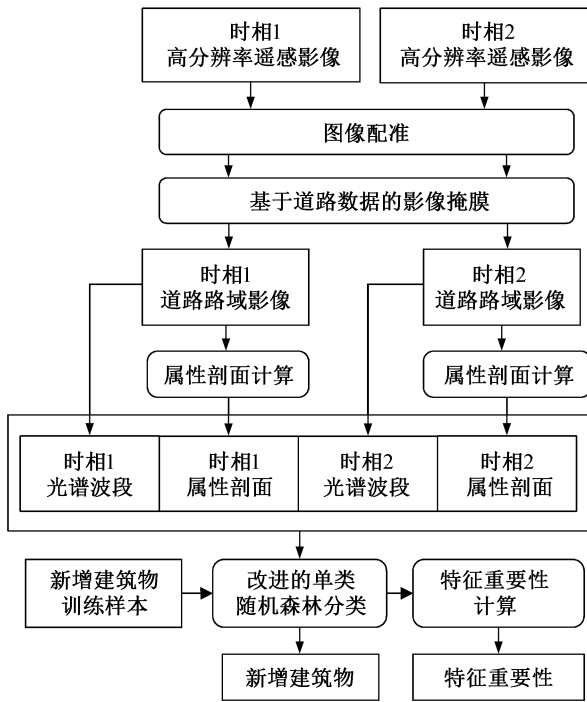 时相1
高分辨率遥感影像
时相2
高分辨率遥感影像
图像配准
基于道路数据的影像掩膜
时相1
道路路域影像
时相2
道路路域影像
属性剖面计算
属性剖面计算
时相1
光谱波段
时相1
属性剖面
时相2
光谱波段
时相2
属性剖面
新增建筑物
训练样本
改进的单类
随机森林分类
特征重要性
计算
新增建筑物
特征重要性